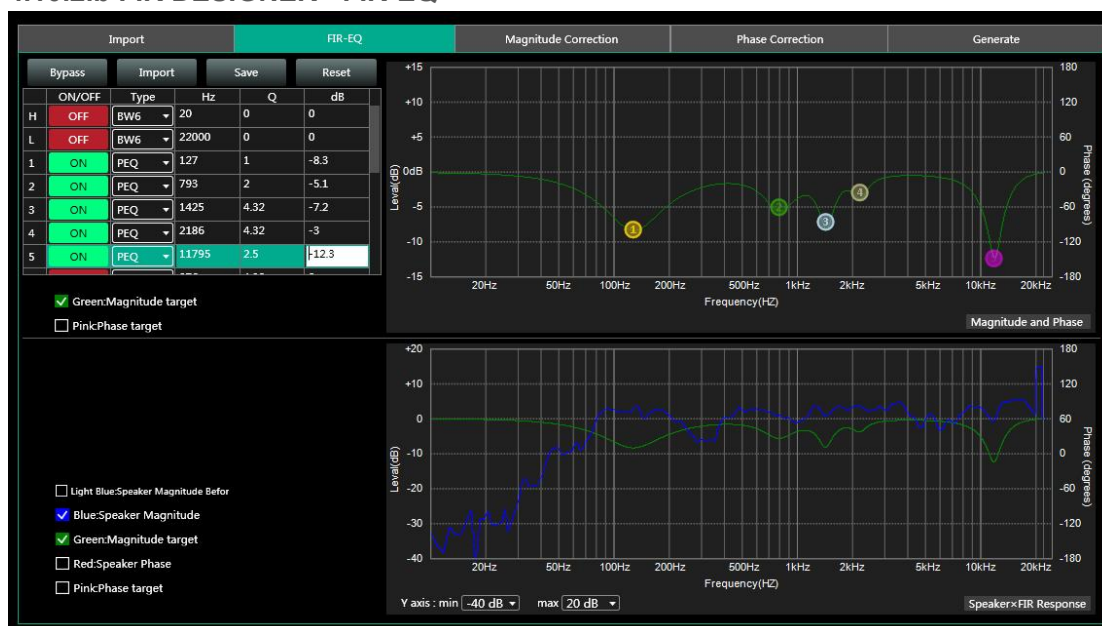 Import FIR-EQ Magnitude Correction Phase Correction Generate
Bypass Import Save Reset
ON/OFF Type Hz Q dB
H OFF BW6 20 0 0
L OFF BW6 22000 0 0
1 ON PEQ 127 1 -8.3
2 ON PEQ 793 2 -5.1
3 ON PEQ 1425 4.32 -7.2
4 ON PEQ 2186 4.32 -3
5 ON PEQ 11795 2.5 -12.3
Green:Magnitude target
Pink:Phase target
+15 180
+10 120
+5 60
0dB 0
-5 -60
-10 -120
-15 -180
Leval(dB)
Phase (degrees)
1
2
3
4
20Hz 50Hz 100Hz 200Hz 500Hz 1kHz 2kHz 5kHz 10kHz 20kHz
Frequency(HZ)
Magnitude and Phase
+20 180
+10 120
0 60
-10 0
-20 -60
-30 -120
-40 -180
Leval(dB)
Phase (degrees)
20Hz 50Hz 100Hz 200Hz 500Hz 1kHz 2kHz 5kHz 10kHz 20kHz
Frequency(HZ)
Light Blue:Speaker Magnitude Befor
Blue:Speaker Magnitude
Green:Magnitude target
Red:Speaker Phase
Pink:Phase target
Y axis : min -40 dB max 20 dB
Speaker×FIR Response